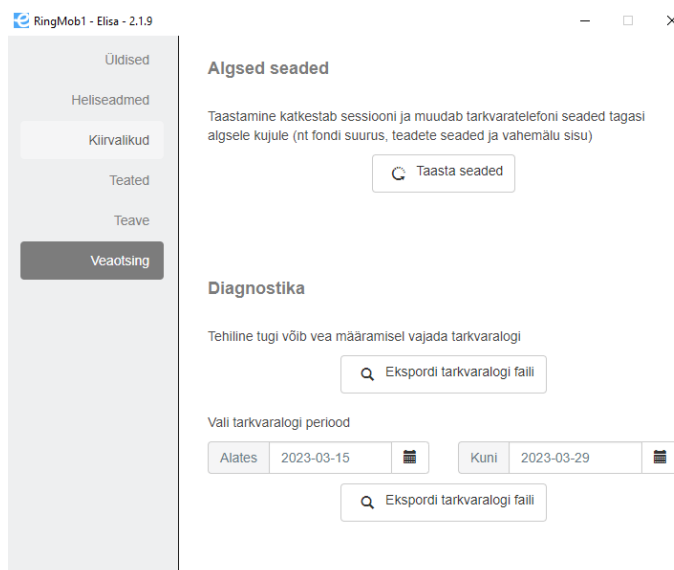 RingMob1 - Elisa - 2.1.9
Üldised
Heliseadmed
Kiirvalikud
Teated
Teave
Veaotsing
Algsed seaded
Taastamine katkestab sessiooni ja muudab tarkvaratelefoni seaded tagasi
algsele kujule (nt fondi suurus, teadete seaded ja vahemälu sisu)
Taasta seaded
Diagnostika
Tehiline tugi võib vea määramisel vajada tarkvaralogi
Ekspordi tarkvaralogi faili
Vali tarkvaralogi periood
Alates 2023-03-15 Kuni 2023-03-29
Ekspordi tarkvaralogi faili